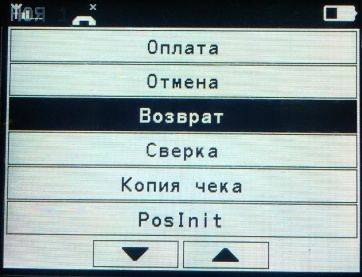 Оплата
Отмена
Возврат
Сверка
Копия чека
PosInit